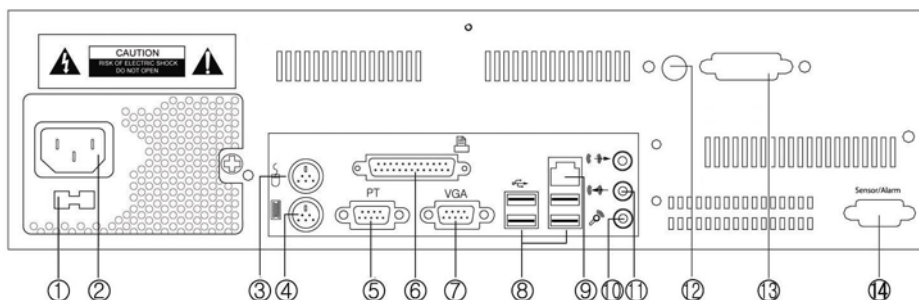 CAUTION
RISK OF ELECTRIC SHOCK
DO NOT OPEN
PT
VGA
Sensor/Alarm
① ② ③ ④ ⑤ ⑥ ⑦ ⑧ ⑨ ⑩ ⑪ ⑫ ⑬ ⑭